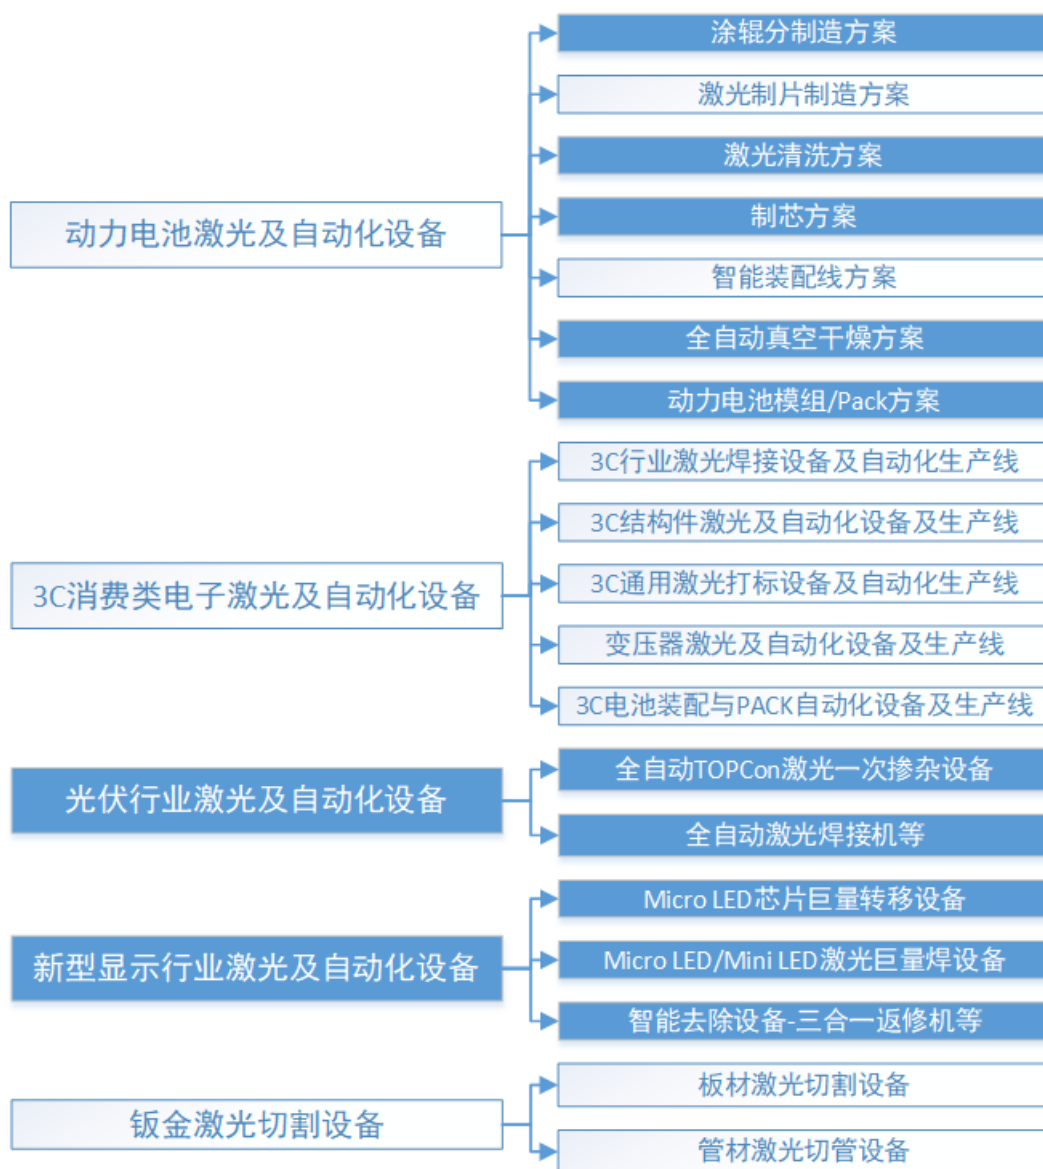 动力电池激光及自动化设备
涂辊分制造方案
激光制片制造方案
激光清洗方案
制芯方案
智能装配线方案
全自动真空干燥方案
动力电池模组/Pack方案
3C消费类电子激光及自动化设备
3C行业激光焊接设备及自动化生产线
3C结构件激光及自动化设备及生产线
3C通用激光打标设备及自动化生产线
变压器激光及自动化设备及生产线
3C电池装配与PACK自动化设备及生产线
光伏行业激光及自动化设备
全自动TOPCon激光一次掺杂设备
全自动激光焊接机等
新型显示行业激光及自动化设备
Micro LED芯片巨量转移设备
Micro LED/Mini LED激光巨量焊设备
智能去除设备-三合一返修机等
钣金激光切割设备
板材激光切割设备
管材激光切管设备